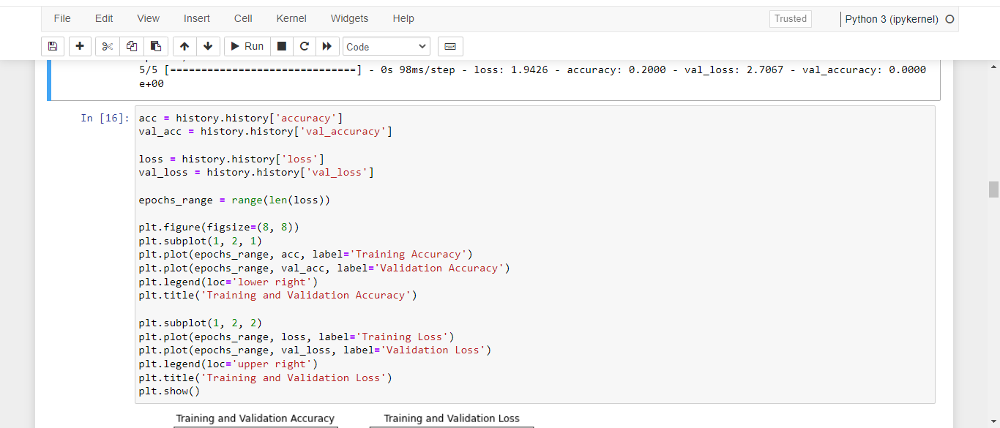 File Edit View Insert Cell Kernel Widgets Help Trusted Python 3 (ipykernel)
Run Code
5/5 [==============================] - 0s 98ms/step - loss: 1.9426 - accuracy: 0.2000 - val_loss: 2.7067 - val_accuracy: 0.0000
e+00
In [16]: acc = history.history['accuracy']
val_acc = history.history['val_accuracy']
loss = history.history['loss']
val_loss = history.history['val_loss']
epochs_range = range(len(loss))
plt.figure(figsize=(8, 8))
plt.subplot(1, 2, 1)
plt.plot(epochs_range, acc, label='Training Accuracy')
plt.plot(epochs_range, val_acc, label='Validation Accuracy')
plt.legend(loc='lower right')
plt.title('Training and Validation Accuracy')
plt.subplot(1, 2, 2)
plt.plot(epochs_range, loss, label='Training Loss')
plt.plot(epochs_range, val_loss, label='Validation Loss')
plt.legend(loc='upper right')
plt.title('Training and Validation Loss')
plt.show()
Training and Validation Accuracy Training and Validation Loss